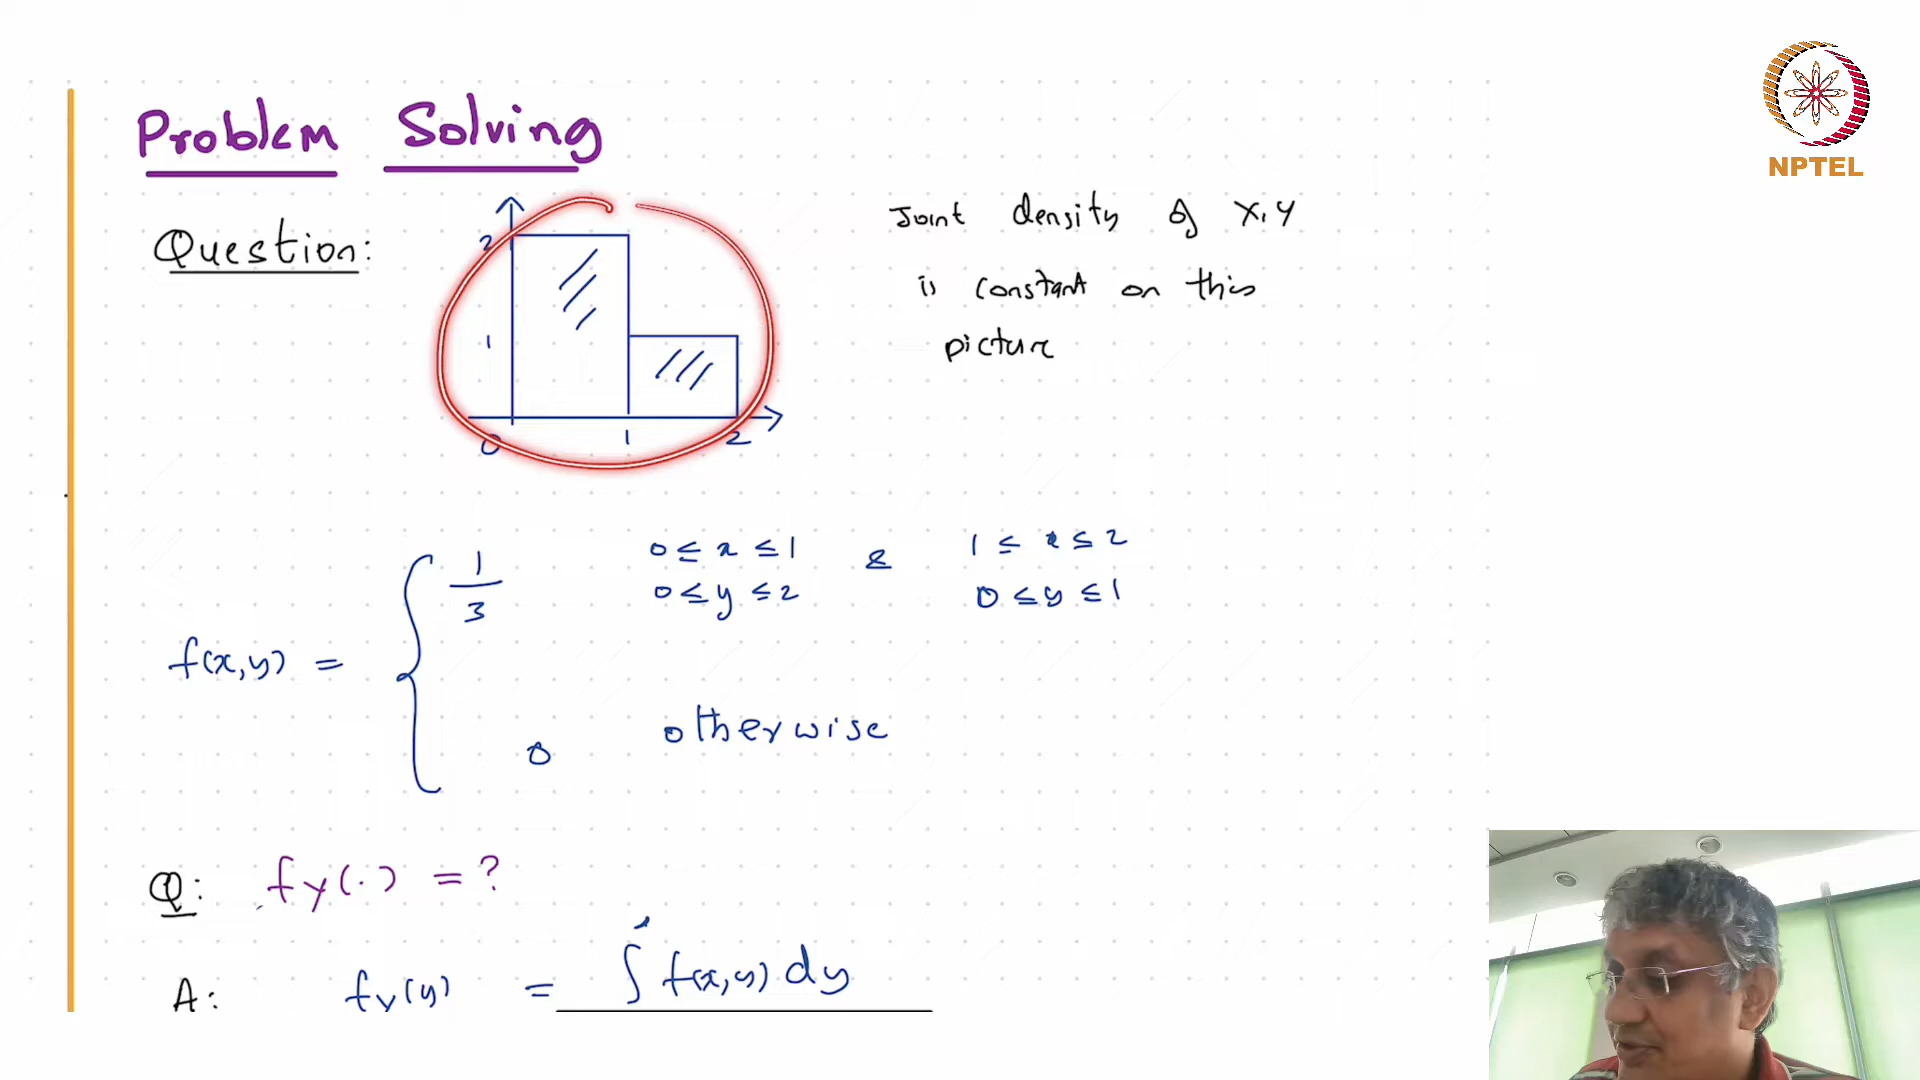 NPTEL
Problem Solving
Question:
2
1
0 1 2
Joint density of X, Y
is constant on this
picture
f(x,y) = { 1/3 0 ≤ x ≤ 1 & 1 ≤ x ≤ 2
0 ≤ y ≤ 2 0 ≤ y ≤ 1
0 otherwise
Q: fY(·) = ?
A: fY(y) = ∫ f(x,y) dy